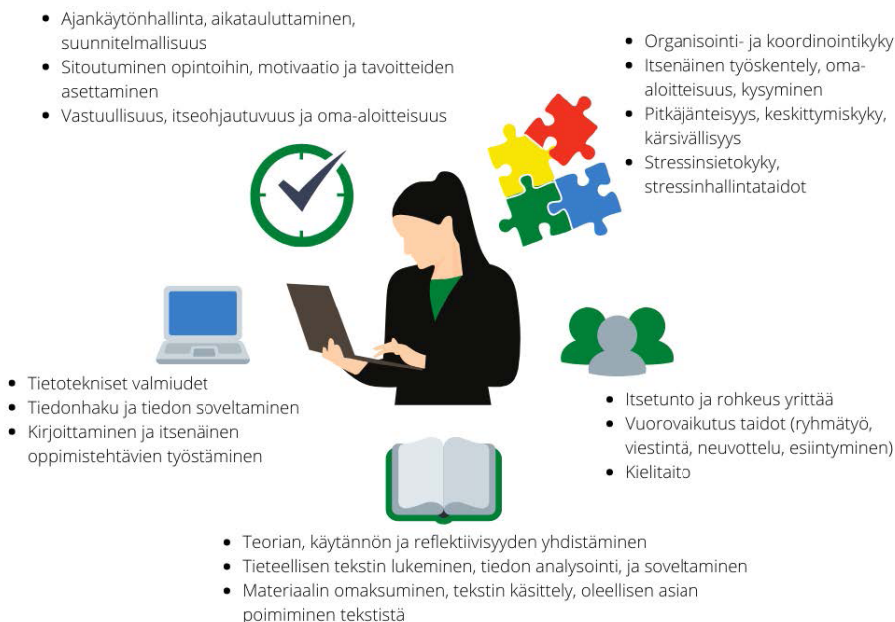 • Ajankäytönhallinta, aikatauluttaminen,
suunnitelmallisuus
• Sitoutuminen opintoihin, motivaatio ja tavoitteiden
asettaminen
• Vastuullisuus, itseohjautuvuus ja oma-aloitteisuus
• Organisointi- ja koordinointikyky
• Itsenäinen työskentely, oma-
aloitteisuus, kysyminen
• Pitkäjänteisyys, keskittymiskyky,
kärsivällisyys
• Stressinsietokyky,
stressinhallintataidot
• Tietotekniset valmiudet
• Tiedonhaku ja tiedon soveltaminen
• Kirjoittaminen ja itsenäinen
oppimistehtävien työstäminen
• Itsetunto ja rohkeus yrittää
• Vuorovaikutus taidot (ryhmätyö,
viestintä, neuvottelu, esiintyminen)
• Kielitaito
• Teorian, käytännön ja reflektiivisyyden yhdistäminen
• Tieteellisen tekstin lukeminen, tiedon analysointi, ja soveltaminen
• Materiaalin omaksuminen, tekstin käsittely, oleellisen asian
poimiminen tekstistä